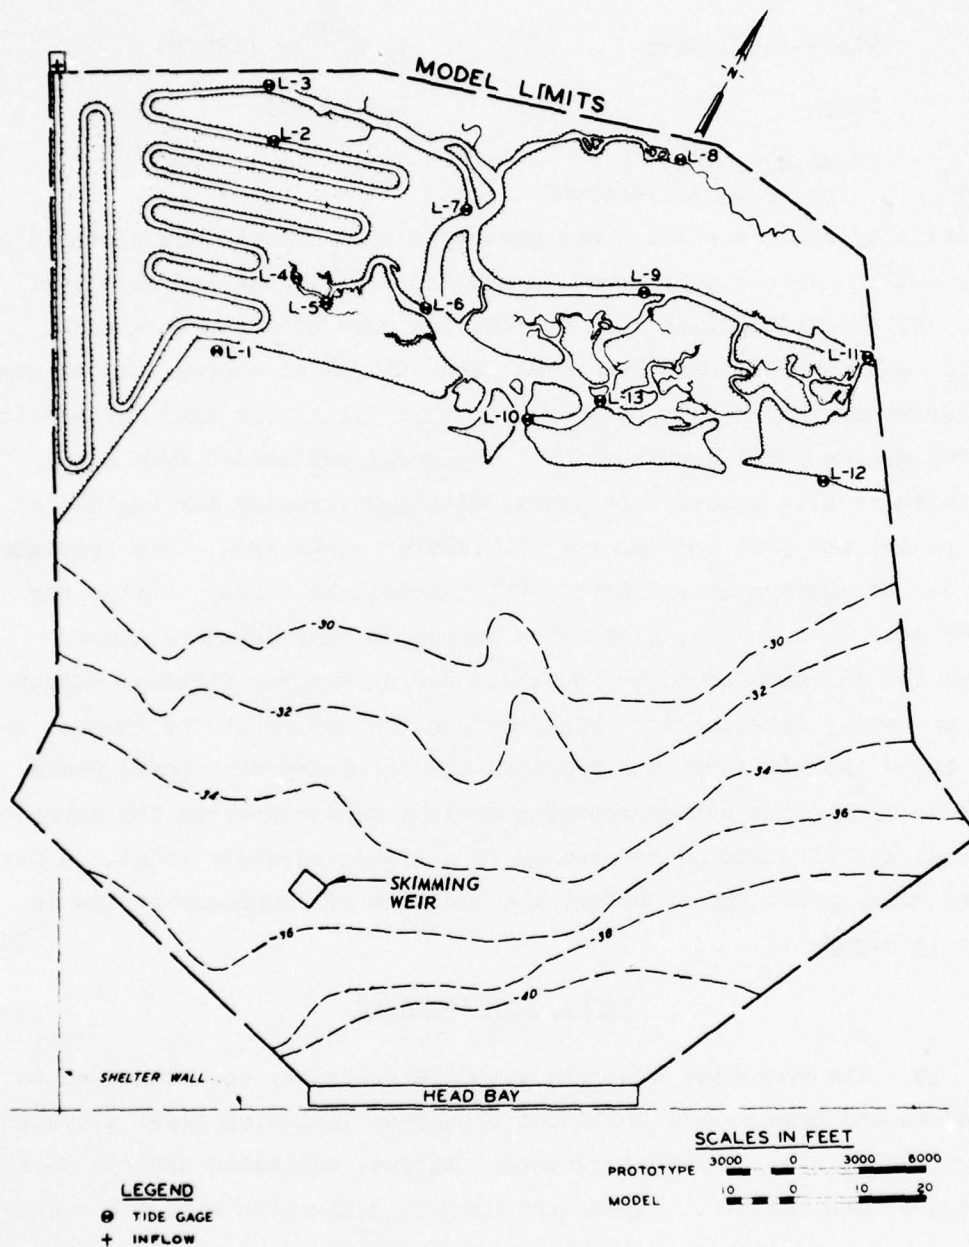 MODEL LIMITS
N
L-3
L-2
L-8
L-7
L-4
L-5
L-6
L-9
L-1
L-11
L-13
L-10
L-12
-30
-30
-32
-32
-34
-34
-36
SKIMMING
WEIR
-36
-38
-40
SHELTER WALL
HEAD BAY
SCALES IN FEET
PROTOTYPE 3000 0 3000 6000
MODEL 10 0 10 20
LEGEND
TIDE GAGE
+ INFLOW